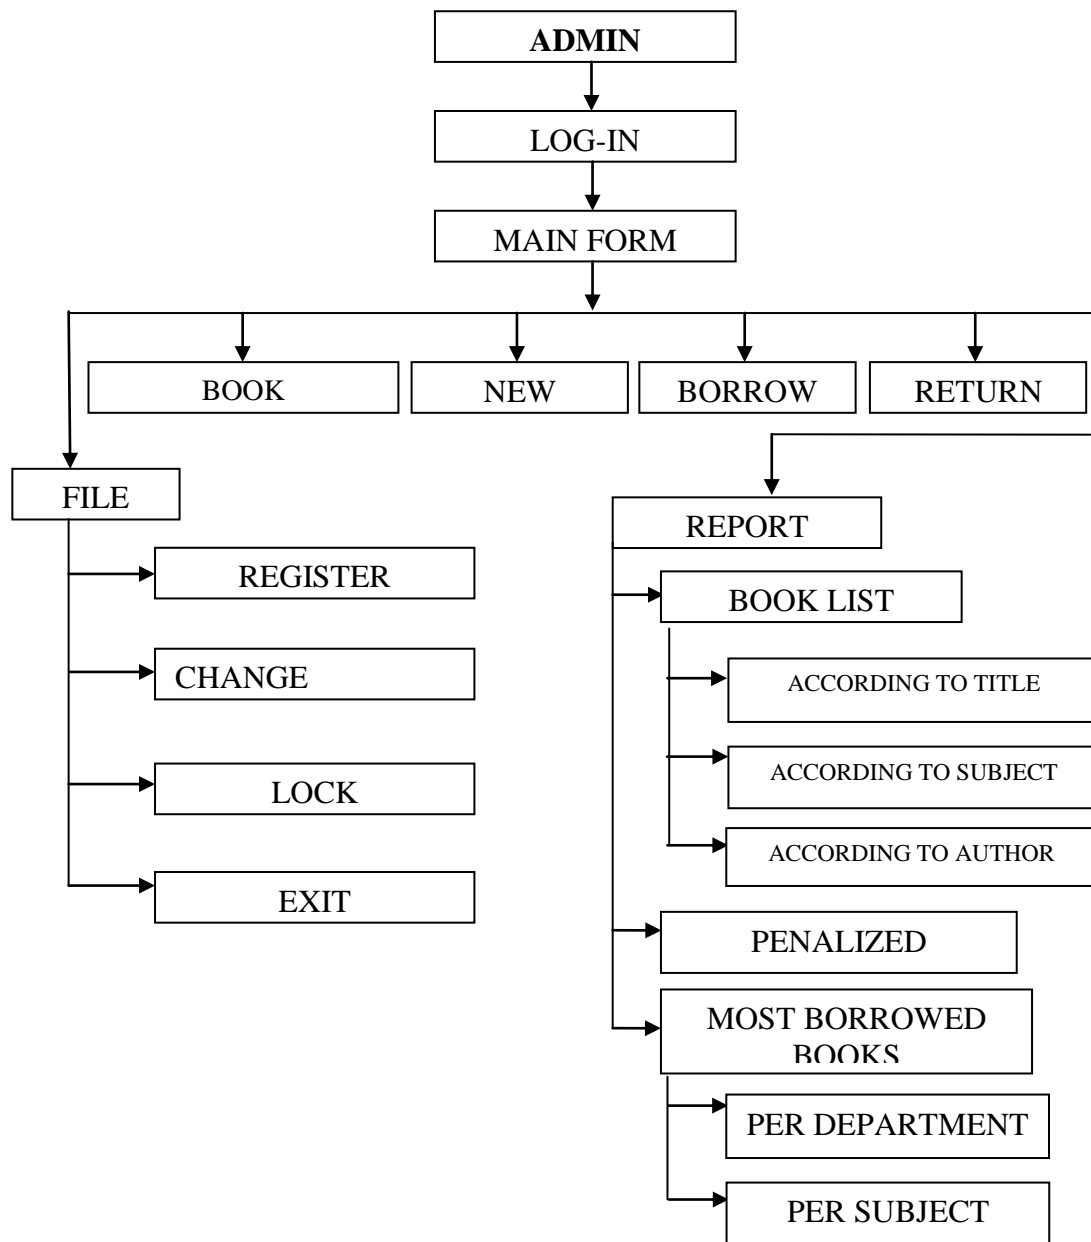 ADMIN
LOG-IN
MAIN FORM
BOOK
NEW
BORROW
RETURN
FILE
REGISTER
CHANGE
LOCK
EXIT
REPORT
BOOK LIST
ACCORDING TO TITLE
ACCORDING TO SUBJECT
ACCORDING TO AUTHOR
PENALIZED
MOST BORROWED
BOOKS
PER DEPARTMENT
PER SUBJECT